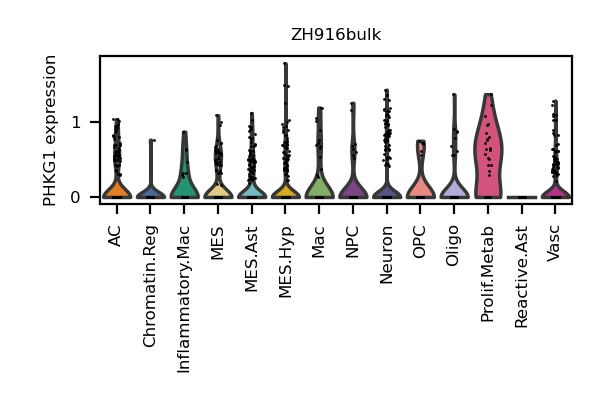 ZH916bulk
PHKG1 expression
1
0
AC
Chromatin.Reg
Inflammatory.Mac
MES
MES.Ast
MES.Hyp
Mac
NPC
Neuron
OPC
Oligo
Prolif.Metab
Reactive.Ast
Vasc